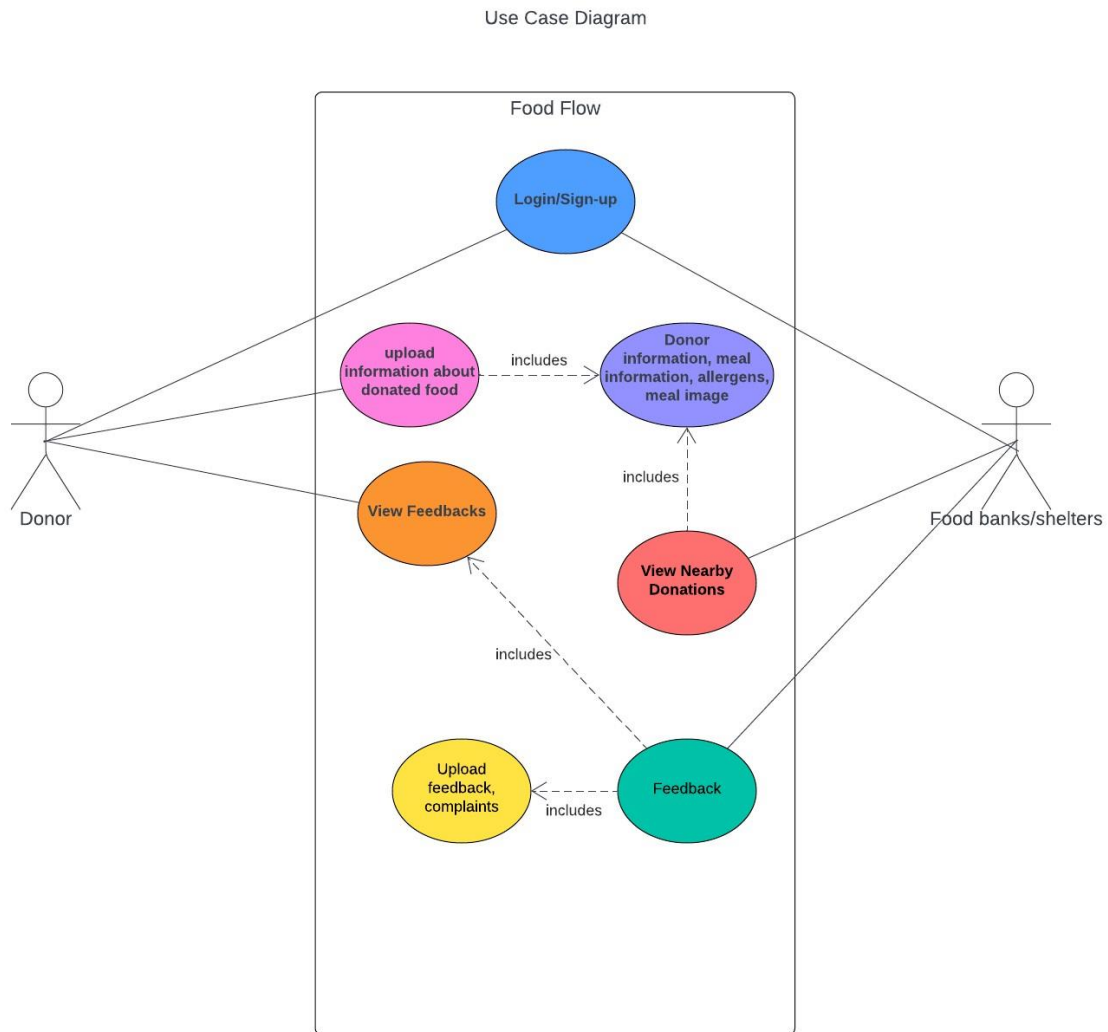 Use Case Diagram
Food Flow
Login/Sign-up
upload
information about
donated food
includes
Donor
information, meal
information, allergens,
meal image
includes
Donor
View Feedbacks
Food banks/shelters
View Nearby
Donations
includes
Upload
feedback,
complaints
includes
Feedback